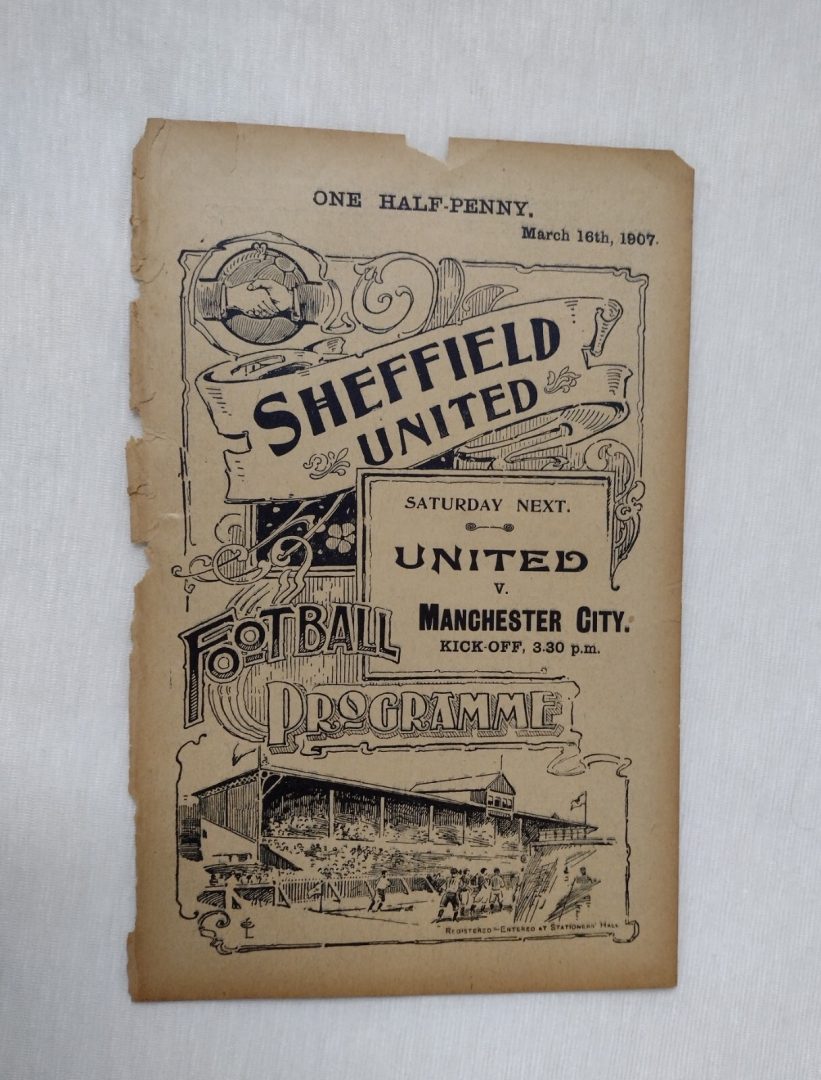 ONE HALF-PENNY.
March 16th, 1907.
SHEFFIELD
UNITED
SATURDAY NEXT.
UNITED
V.
MANCHESTER CITY.
KICK-OFF, 3.30 p.m.
FOOTBALL
PROGRAMME
REGISTERED - ENTERED AT STATIONERS' HALL